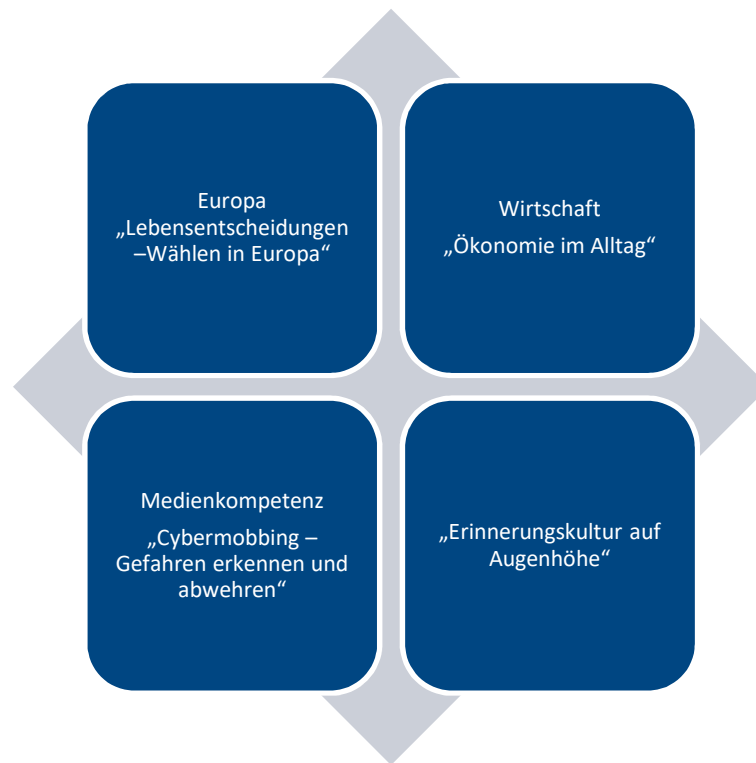 Europa
„Lebensentscheidungen
–Wählen in Europa“
Wirtschaft
„Ökonomie im Alltag“
Medienkompetenz
„Cybermobbing –
Gefahren erkennen und
abwehren“
„Erinnerungskultur auf
Augenhöhe“